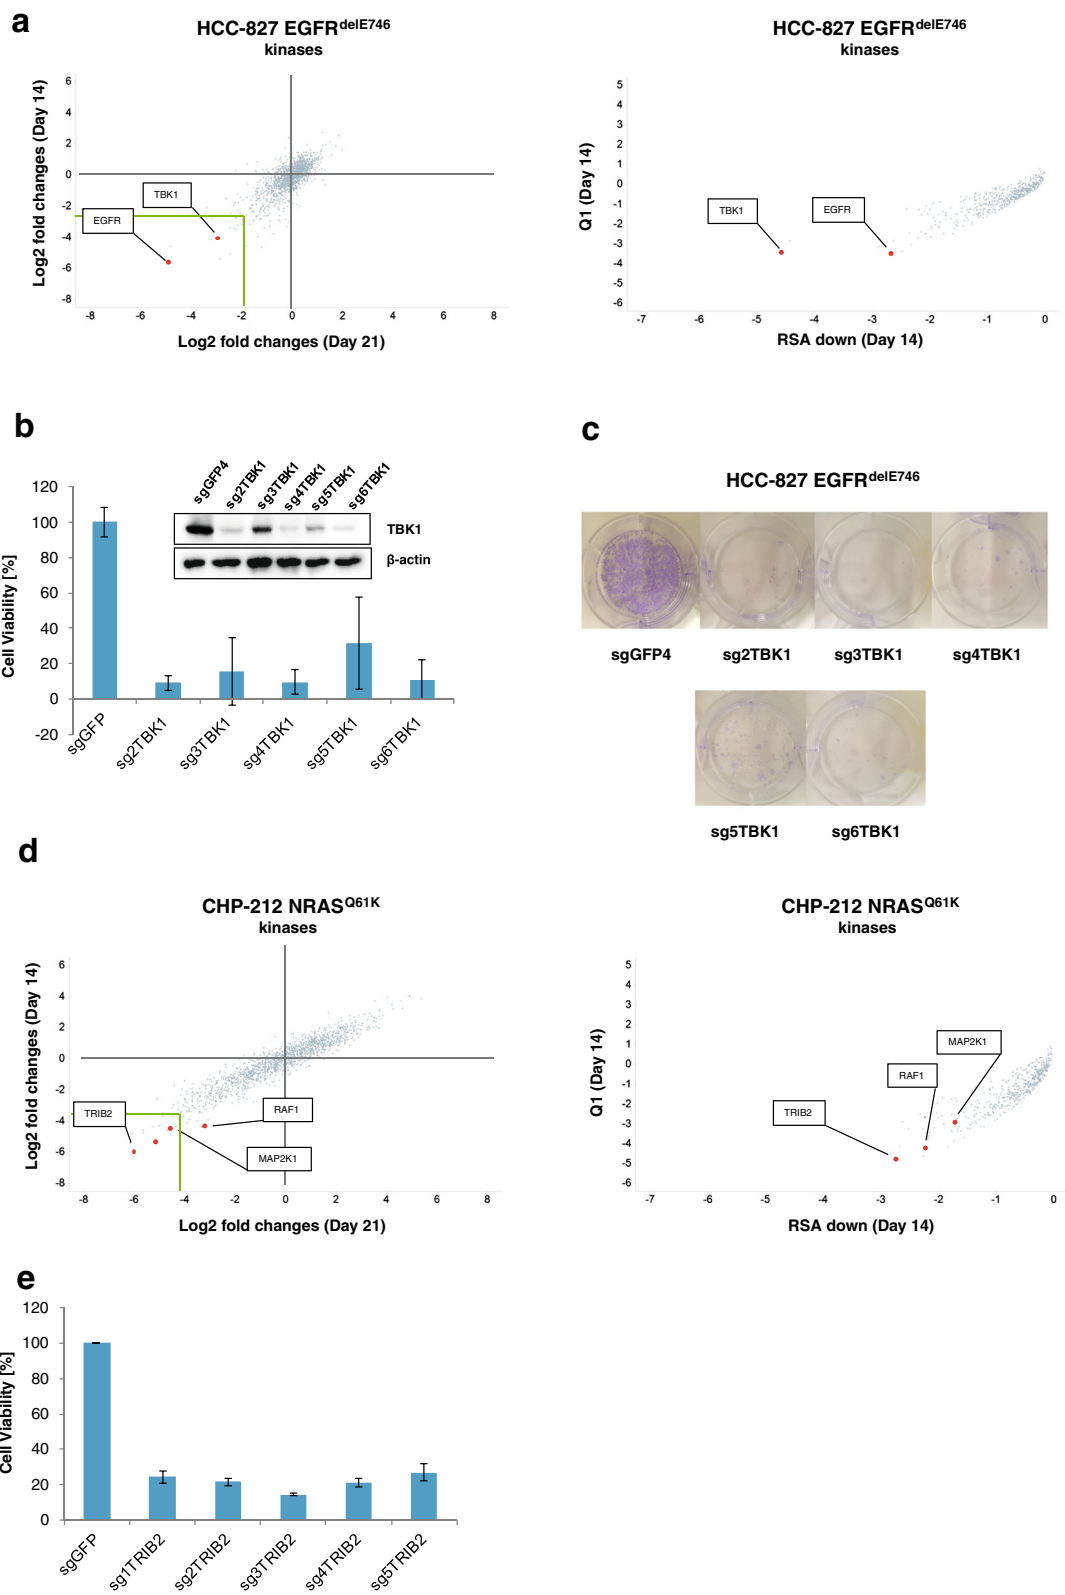 a
HCC-827 EGFRdelE746
kinases
Log2 fold changes (Day 14)
6
4
2
0
-2
-4
-6
-8
TBK1
EGFR
-8 -6 -4 -2 0 2 4 6 8
Log2 fold changes (Day 21)
HCC-827 EGFRdelE746
kinases
Q1 (Day 14)
5
4
3
2
1
0
-1
-2
-3
-4
-5
-6
TBK1
EGFR
-7 -6 -5 -4 -3 -2 -1 0
RSA down (Day 14)
b
Cell Viability [%]
120
100
80
60
40
20
0
-20
sgGFP4 sg2TBK1 sg3TBK1 sg4TBK1 sg5TBK1 sg6TBK1
TBK1
β-actin
sgGFP sg2TBK1 sg3TBK1 sg4TBK1 sg5TBK1 sg6TBK1
c
HCC-827 EGFRdelE746
sgGFP4 sg2TBK1 sg3TBK1 sg4TBK1
sg5TBK1 sg6TBK1
d
CHP-212 NRASQ61K
kinases
Log2 fold changes (Day 14)
6
4
2
0
-2
-4
-6
-8
TRIB2
RAF1
MAP2K1
-8 -6 -4 -2 0 2 4 6 8
Log2 fold changes (Day 21)
CHP-212 NRASQ61K
kinases
Q1 (Day 14)
5
4
3
2
1
0
-1
-2
-3
-4
-5
-6
MAP2K1
RAF1
TRIB2
-7 -6 -5 -4 -3 -2 -1 0
RSA down (Day 14)
e
Cell Viability [%]
120
100
80
60
40
20
0
sgGFP sg1TRIB2 sg2TRIB2 sg3TRIB2 sg4TRIB2 sg5TRIB2